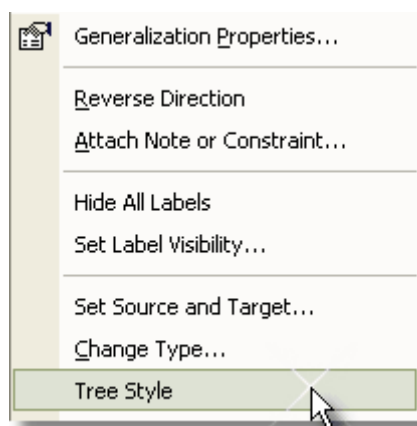 Generalization Properties...
Reverse Direction
Attach Note or Constraint...
Hide All Labels
Set Label Visibility...
Set Source and Target...
Change Type...
Tree Style